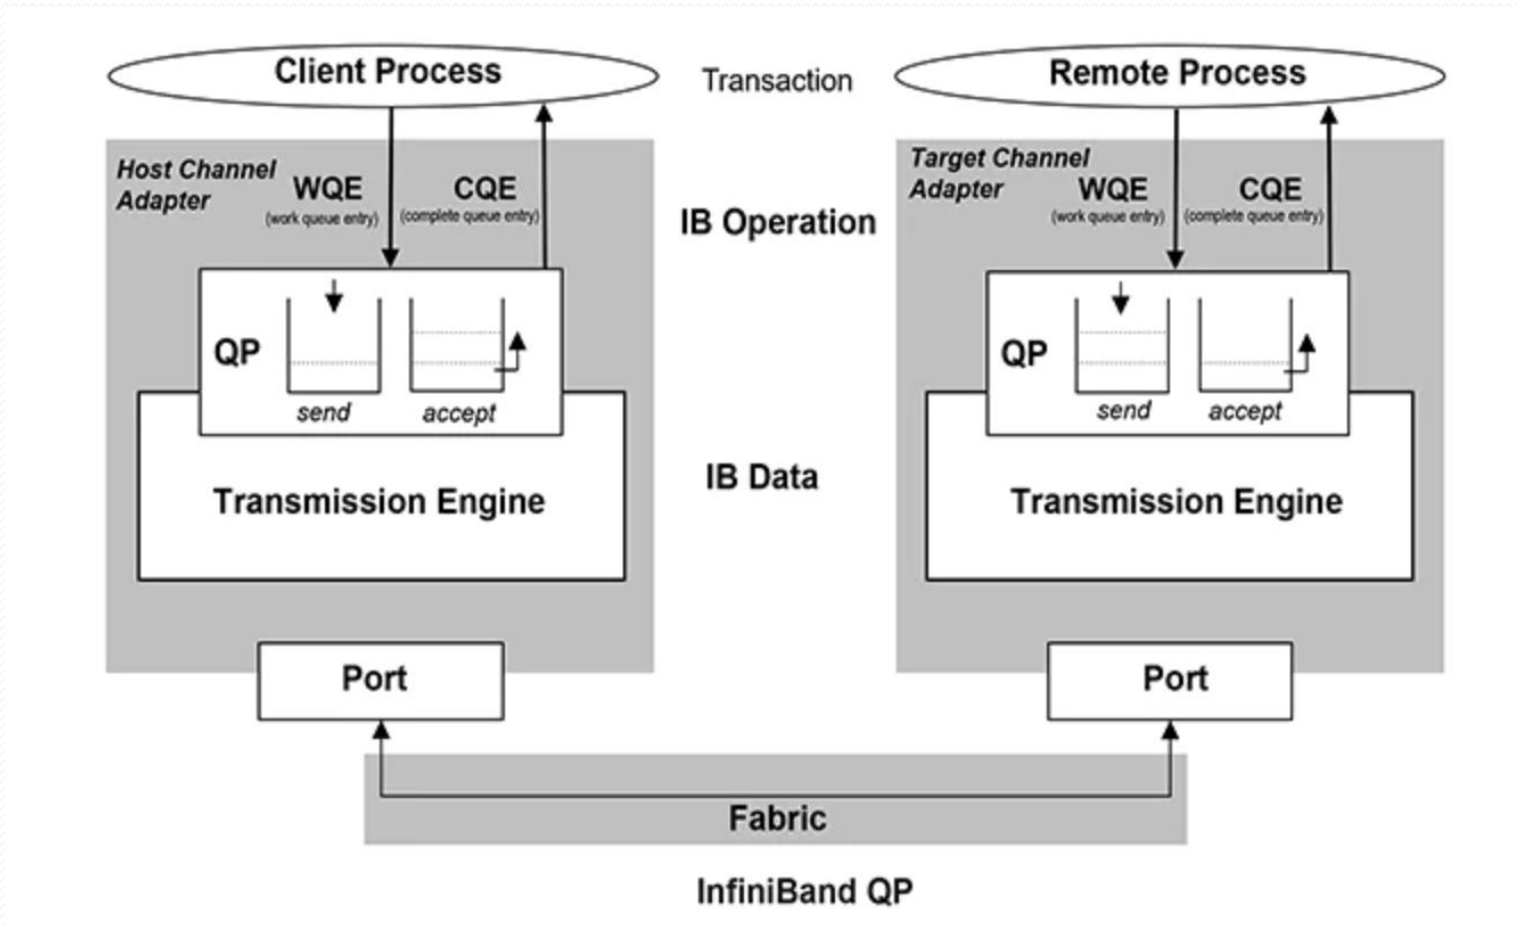 Client Process
Transaction
Remote Process
Host Channel
Adapter
WQE
(work queue entry)
CQE
(complete queue entry)
IB Operation
Target Channel
Adapter
WQE
(work queue entry)
CQE
(complete queue entry)
QP
send
accept
QP
send
accept
Transmission Engine
IB Data
Transmission Engine
Port
Port
Fabric
InfiniBand QP